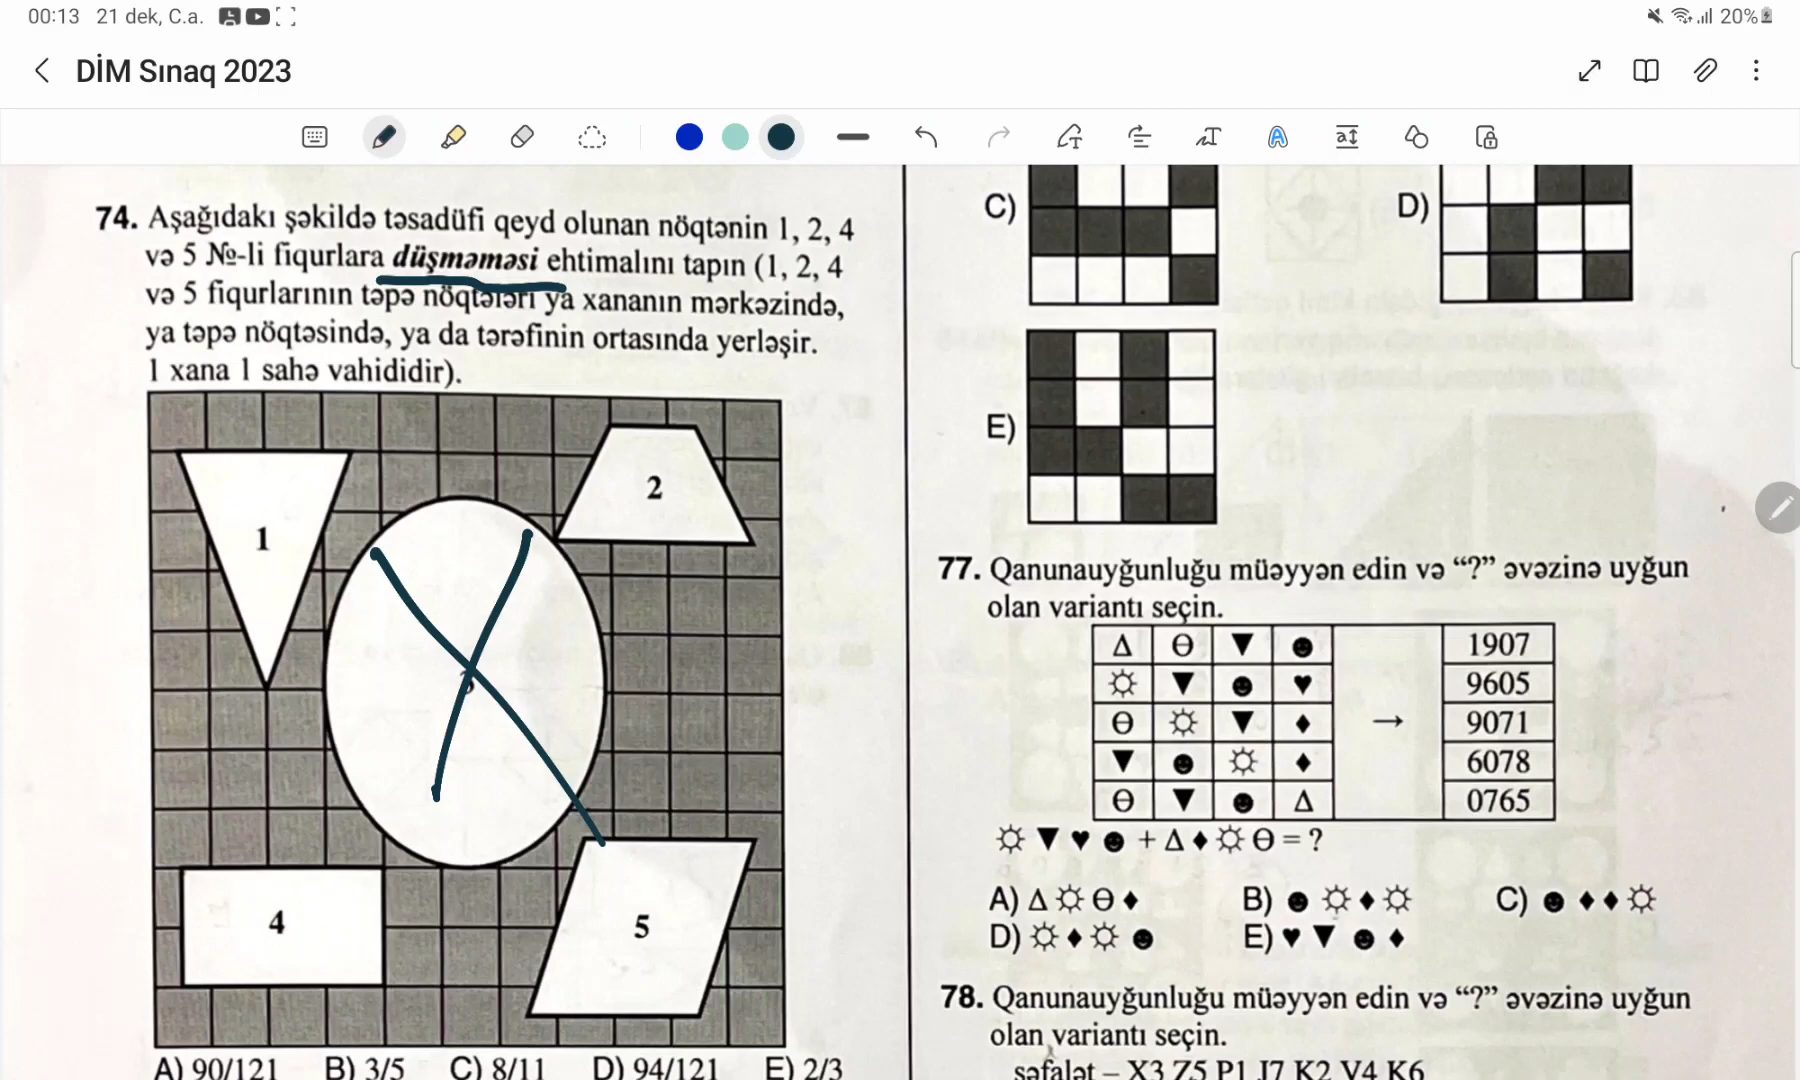 00:13 21 dek, C.a.
20%
DİM Sınaq 2023
74. Aşağıdakı şəkildə təsadüfi qeyd olunan nöqtənin 1, 2, 4
və 5 №-li fiqurlara düşməməsi ehtimalını tapın (1, 2, 4
və 5 fiqurlarının təpə nöqtələri ya xananın mərkəzində,
ya təpə nöqtəsində, ya da tərəfinin ortasında yerləşir.
1 xana 1 sahə vahididir).
1
2
4
5
A) 90/121 B) 3/5 C) 8/11 D) 94/121 E) 2/3
C)
D)
E)
77. Qanunauyğunluğu müəyyən edin və “?” əvəzinə uyğun
olan variantı seçin.
Δ ϴ ▼ ☻ 1907
☼ ▼ ☻ ♥ 9605
ϴ ☼ ▼ ♦ → 9071
▼ ☻ ☼ ♦ 6078
ϴ ▼ ☻ Δ 0765
☼ ▼ ♥ ☻ + Δ ♦ ☼ ϴ = ?
A) Δ ☼ ϴ ♦ B) ☻ ☼ ♦ ☼ C) ☻ ♦ ♦ ☼
D) ☼ ♦ ☼ ☻ E) ♥ ▼ ☻ ♦
78. Qanunauyğunluğu müəyyən edin və “?” əvəzinə uyğun
olan variantı seçin.
səfalət – X3 Z5 P1 J7 K2 V4 K6